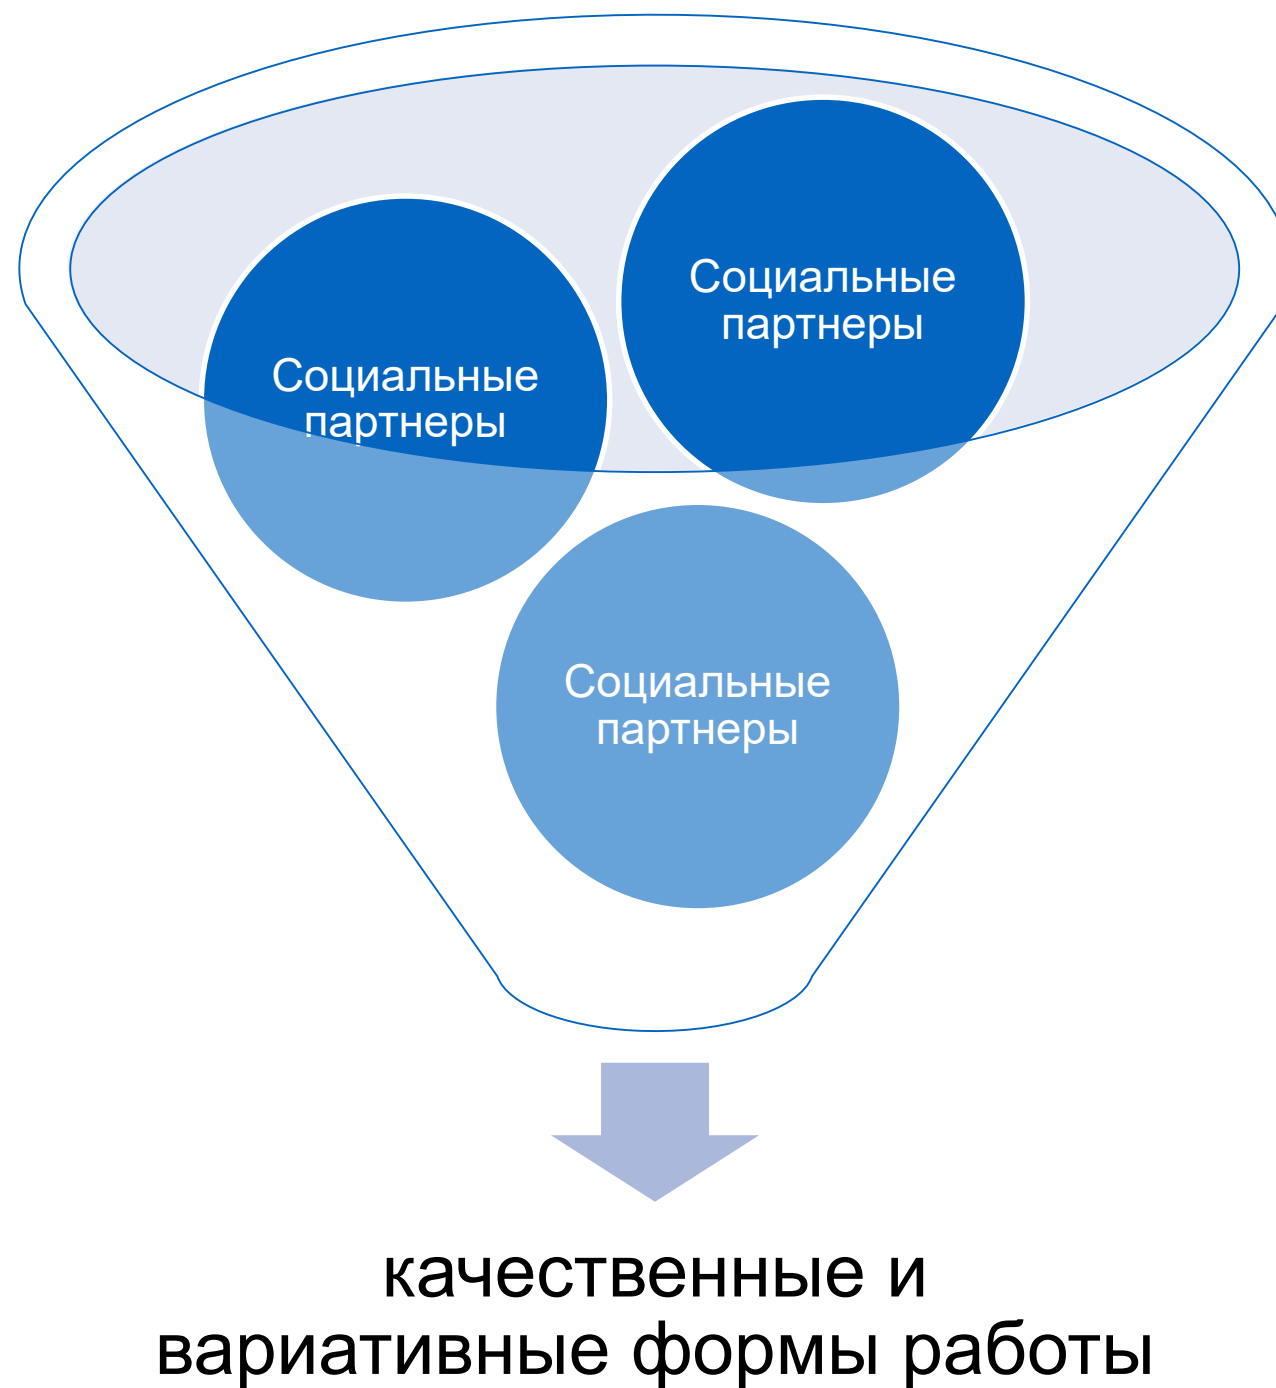 Социальные
партнеры
Социальные
партнеры
Социальные
партнеры
качественные и
вариативные формы работы